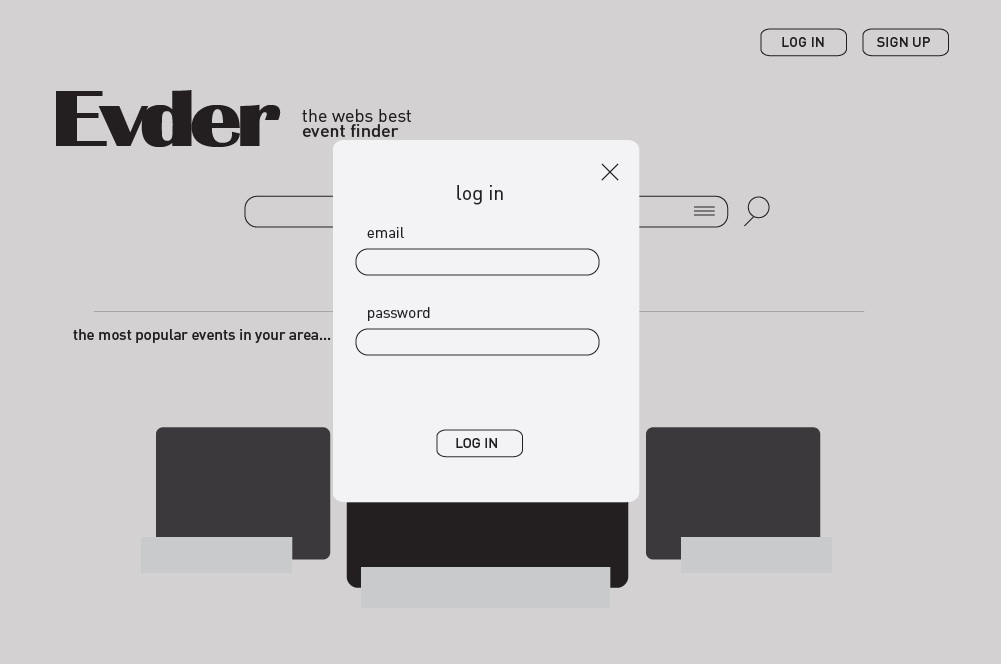 LOG IN
SIGN UP
Evder
the webs best
event finder
log in
email
password
the most popular events in your area...
LOG IN